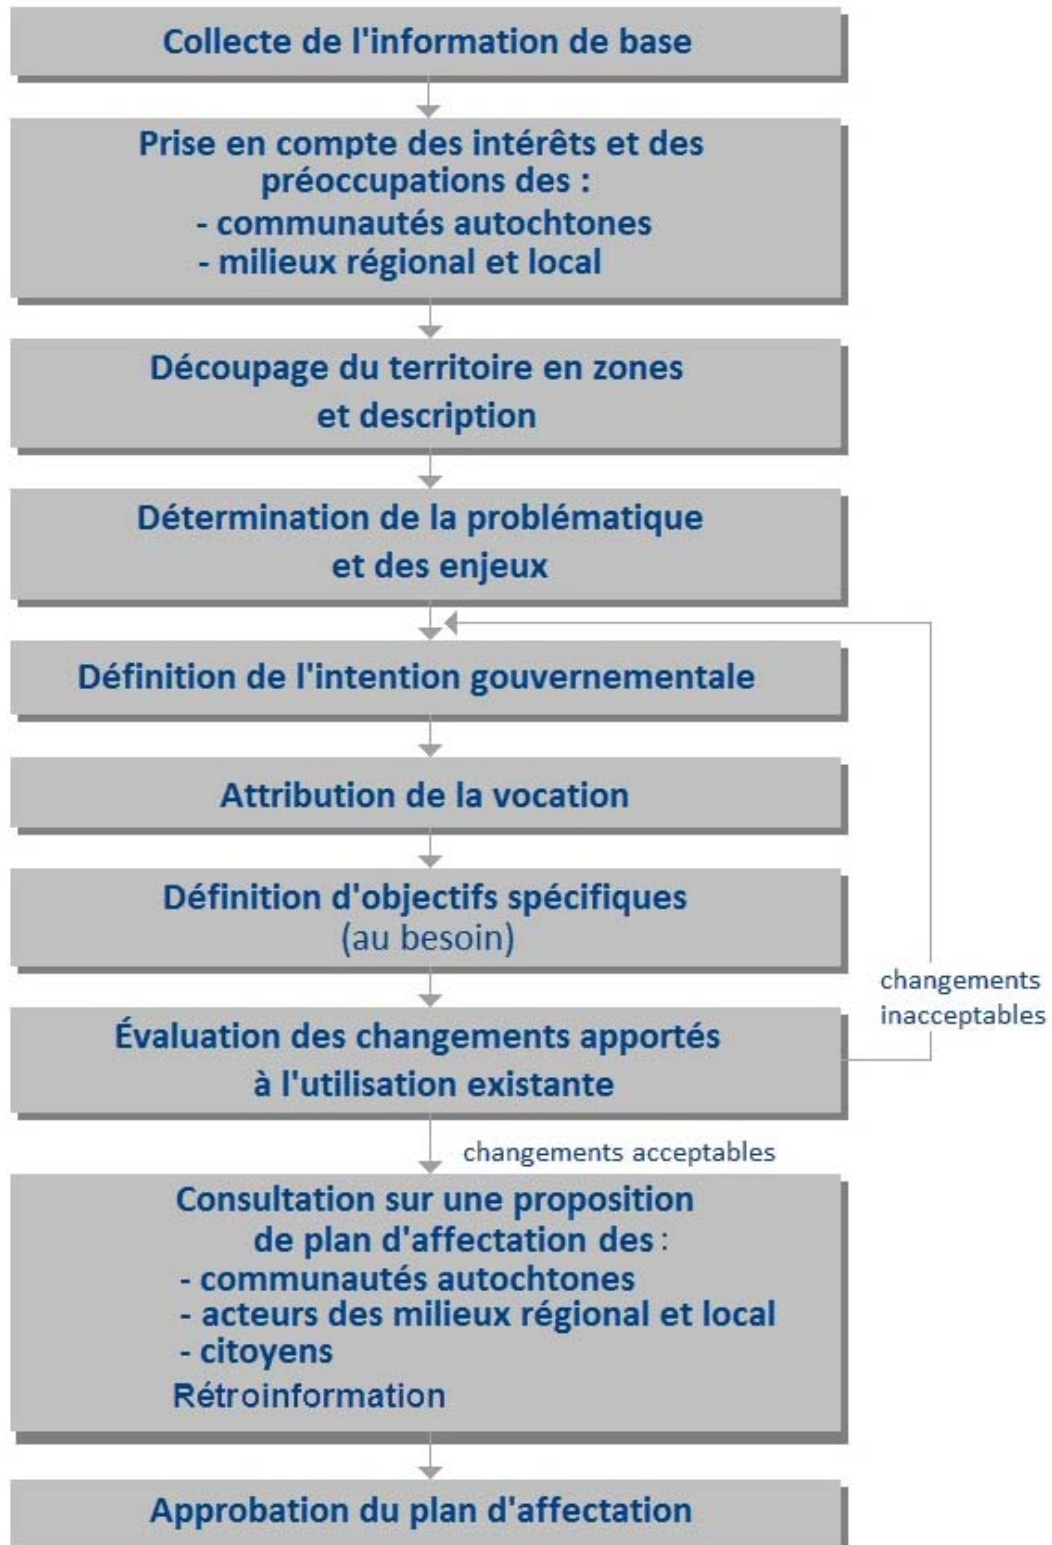 Collecte de l'information de base
Prise en compte des intérêts et des
préoccupations des :
- communautés autochtones
- milieux régional et local
Découpage du territoire en zones
et description
Détermination de la problématique
et des enjeux
Définition de l'intention gouvernementale
Attribution de la vocation
Définition d'objectifs spécifiques
(au besoin)
changements
inacceptables
Évaluation des changements apportés
à l'utilisation existante
changements acceptables
Consultation sur une proposition
de plan d'affectation des :
- communautés autochtones
- acteurs des milieux régional et local
- citoyens
Rétroinformation
Approbation du plan d'affectation